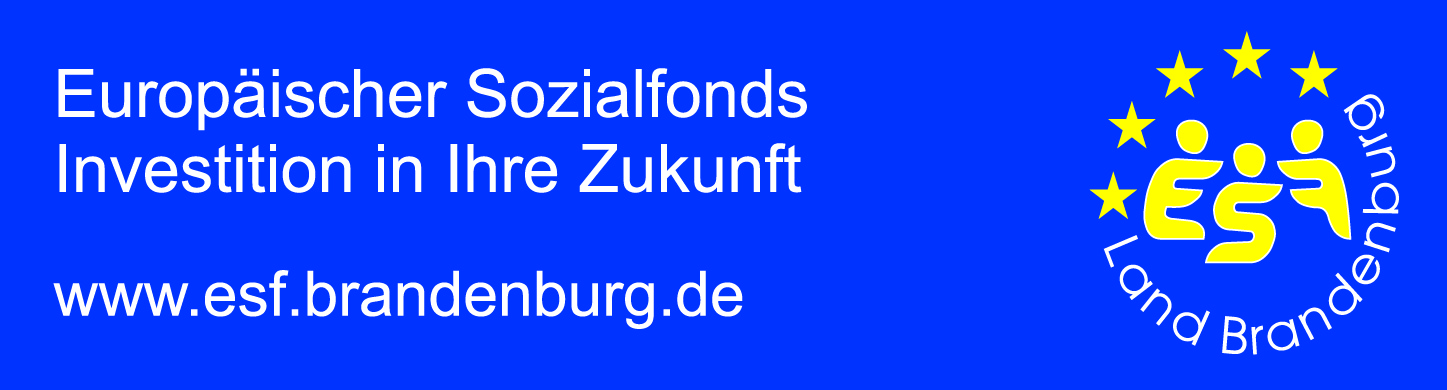 Europäischer Sozialfonds
Investition in Ihre Zukunft
www.esf.brandenburg.de
ESF
Land Brandenburg